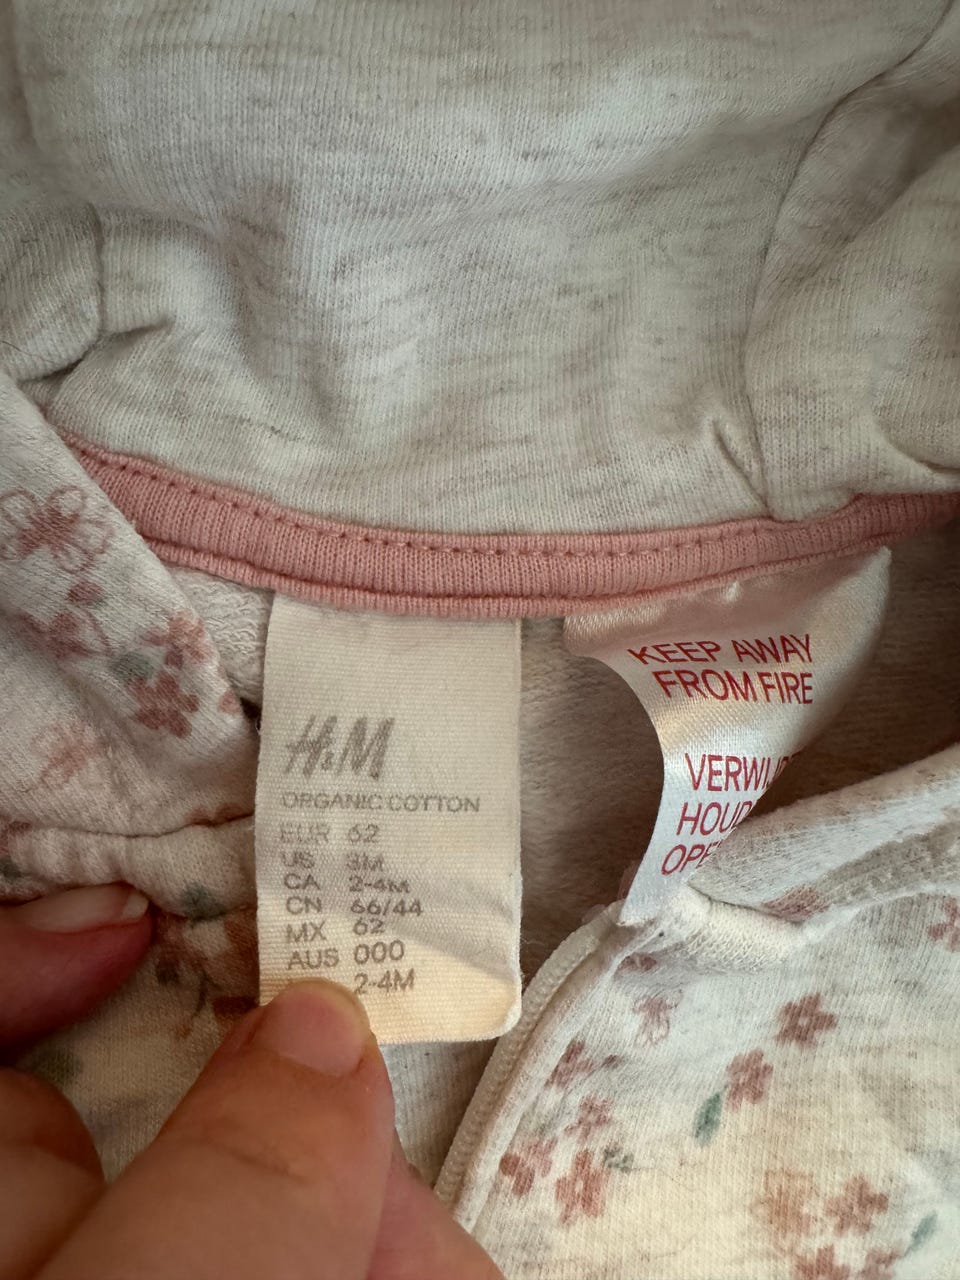 H&M
ORGANIC COTTON
EUR 62
US 3M
CA 2-4M
CN 66/44
MX 62
AUS 000
2-4M
KEEP AWAY
FROM FIRE